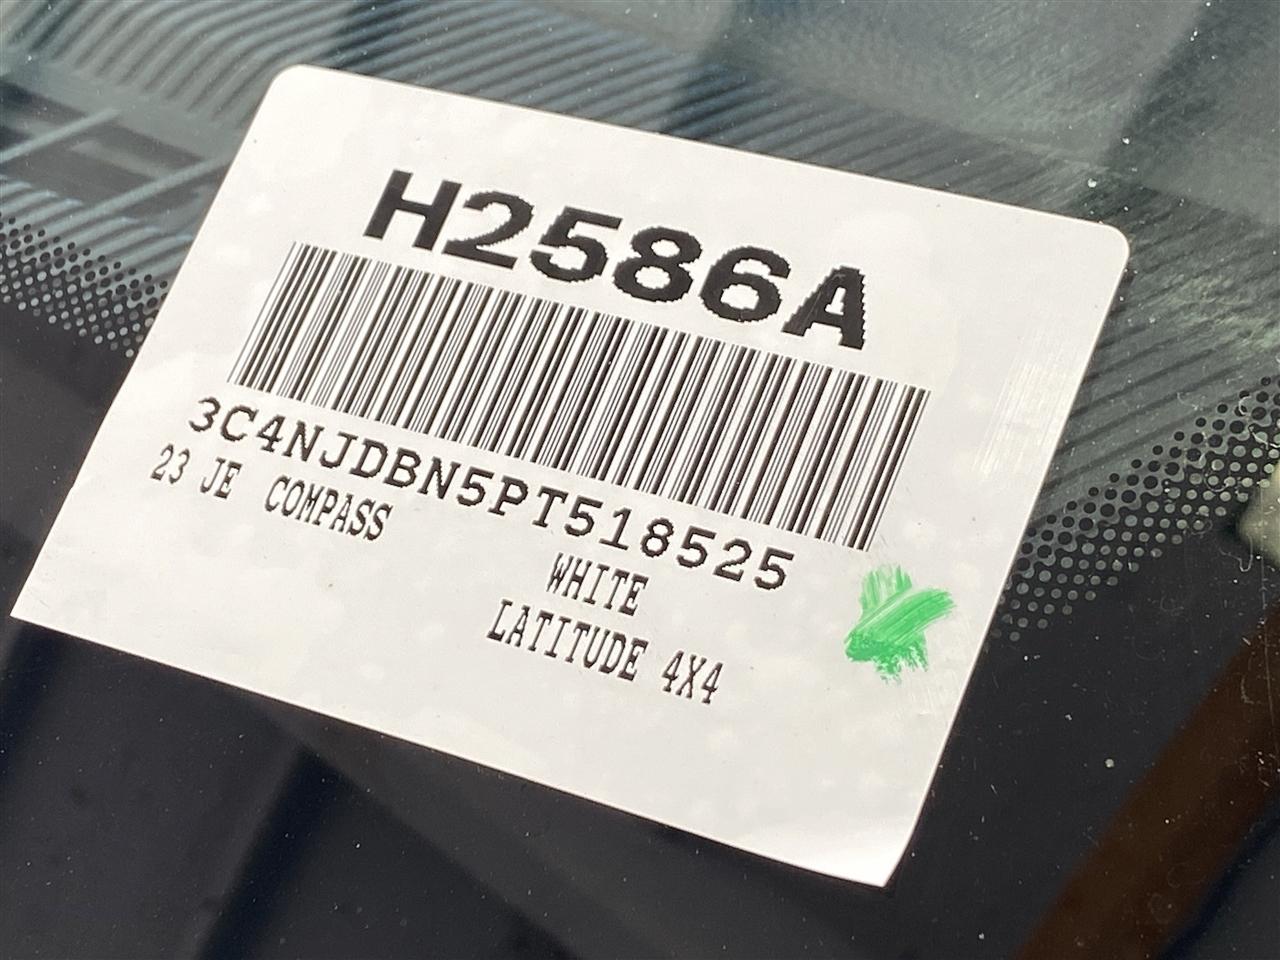 H2586A
3C4NJDBN5PT518525
23 JE COMPASS
WHITE
LATITUDE 4X4